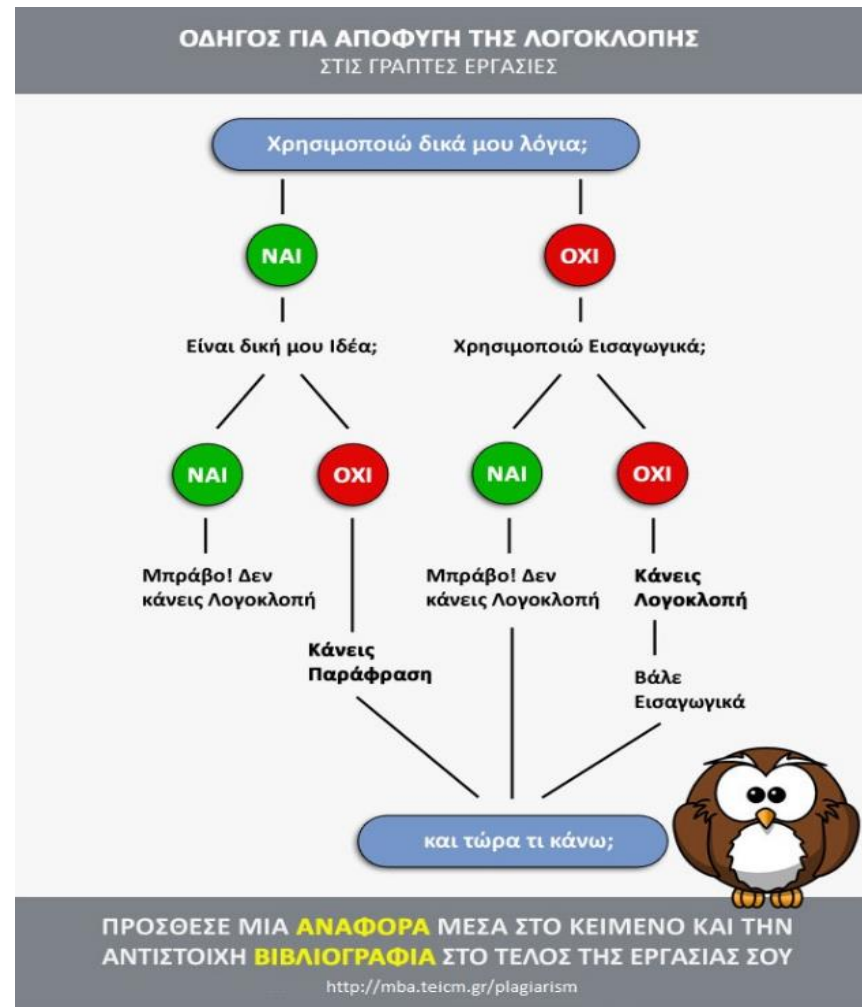 ΟΔΗΓΟΣ ΓΙΑ ΑΠΟΦΥΓΗ ΤΗΣ ΛΟΓΟΚΛΟΠΗΣ
ΣΤΙΣ ΓΡΑΠΤΕΣ ΕΡΓΑΣΙΕΣ
Χρησιμοποιώ δικά μου λόγια;
ΝΑΙ
ΟΧΙ
Είναι δική μου Ιδέα;
Χρησιμοποιώ Εισαγωγικά;
ΝΑΙ
ΟΧΙ
ΝΑΙ
ΟΧΙ
Μπράβο! Δεν
κάνεις Λογοκλοπή
Μπράβο! Δεν
κάνεις Λογοκλοπή
Κάνεις
Λογοκλοπή
Κάνεις
Παράφραση
Βάλε
Εισαγωγικά
και τώρα τι κάνω;
ΠΡΟΣΘΕΣΕ ΜΙΑ ΑΝΑΦΟΡΑ ΜΕΣΑ ΣΤΟ ΚΕΙΜΕΝΟ ΚΑΙ ΤΗΝ
ΑΝΤΙΣΤΟΙΧΗ ΒΙΒΛΙΟΓΡΑΦΙΑ ΣΤΟ ΤΕΛΟΣ ΤΗΣ ΕΡΓΑΣΙΑΣ ΣΟΥ
http://mba.teicm.gr/plagiarism